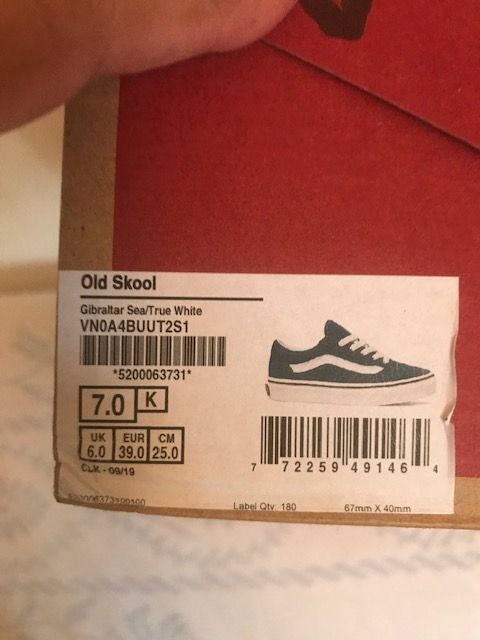 Old Skool
Gibraltar Sea/True White
VN0A4BUUT2S1
*5200063731*
7.0 K
UK EUR CM
6.0 39.0 25.0
CLK - 09/19
7 72259 49146 4
Label Qty: 180 67mm X 40mm